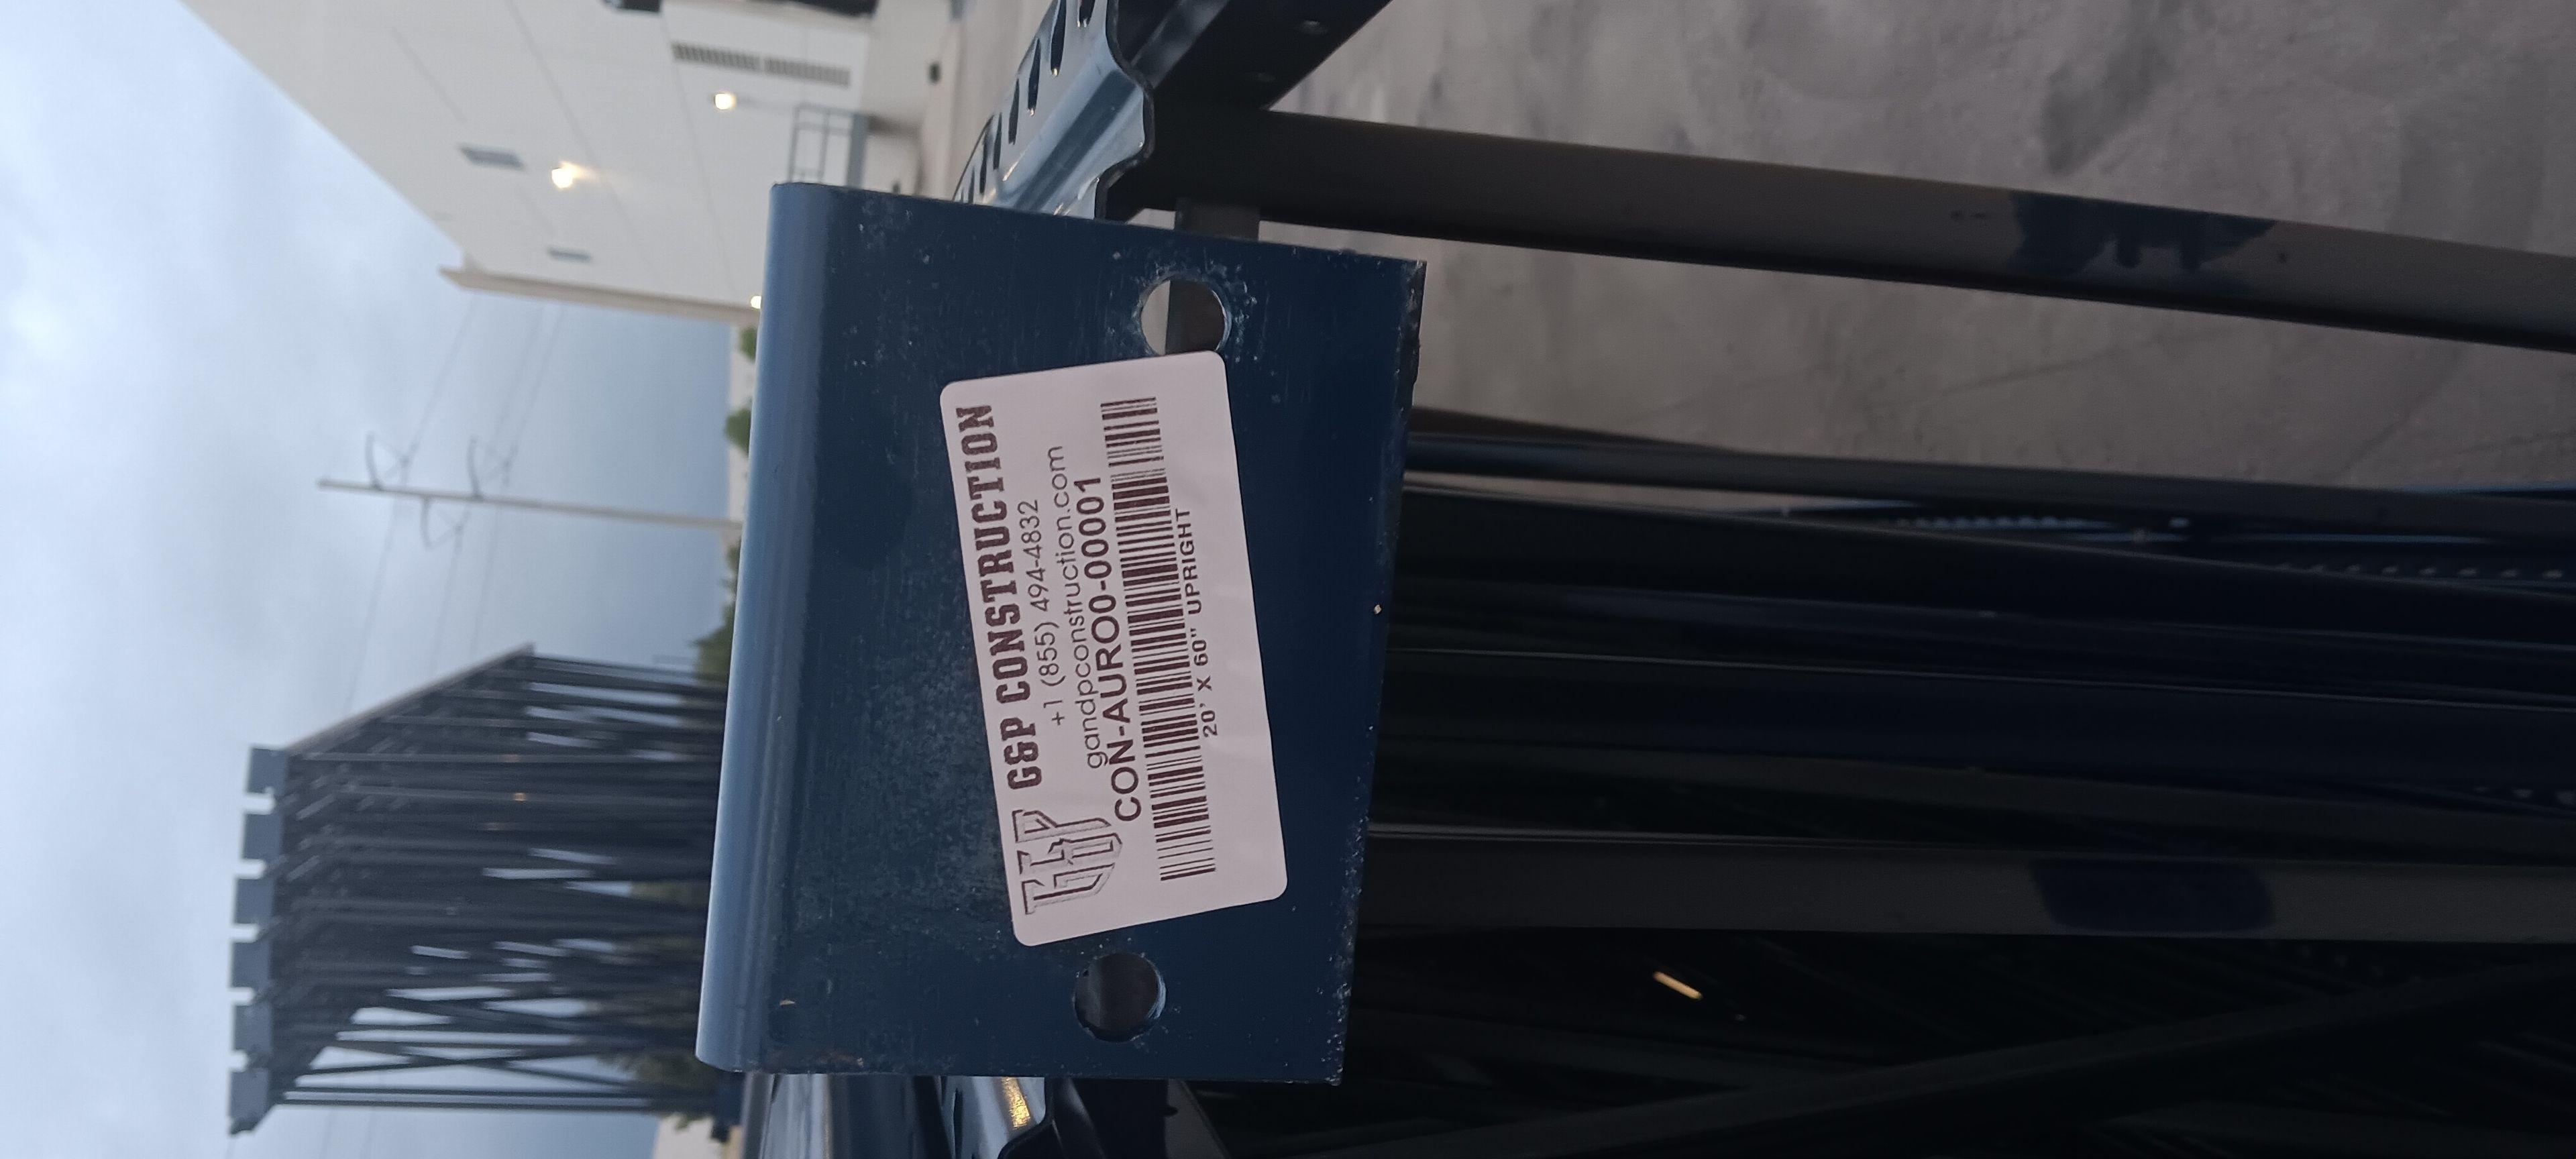 G&P
G&P CONSTRUCTION
+1 (855) 494-4832
gandpconstruction.com
CON-AURO0-00001
20' X 60" UPRIGHT